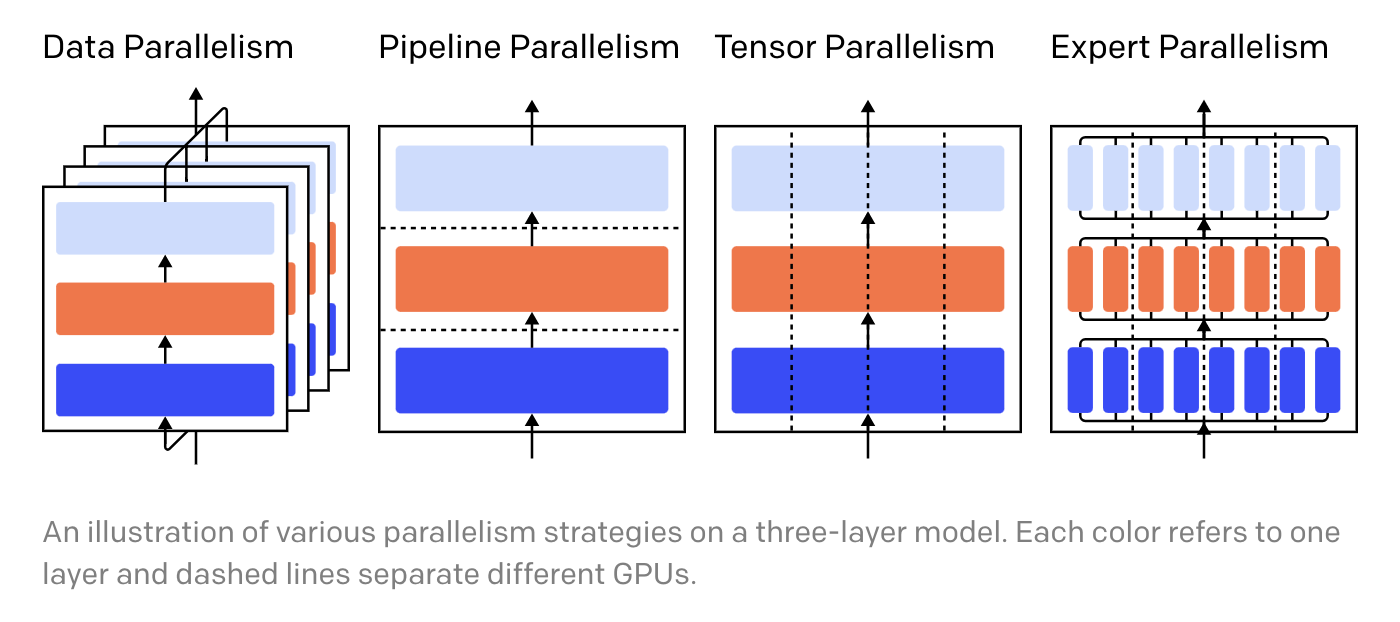 Data Parallelism
Pipeline Parallelism
Tensor Parallelism
Expert Parallelism
An illustration of various parallelism strategies on a three-layer model. Each color refers to one
layer and dashed lines separate different GPUs.